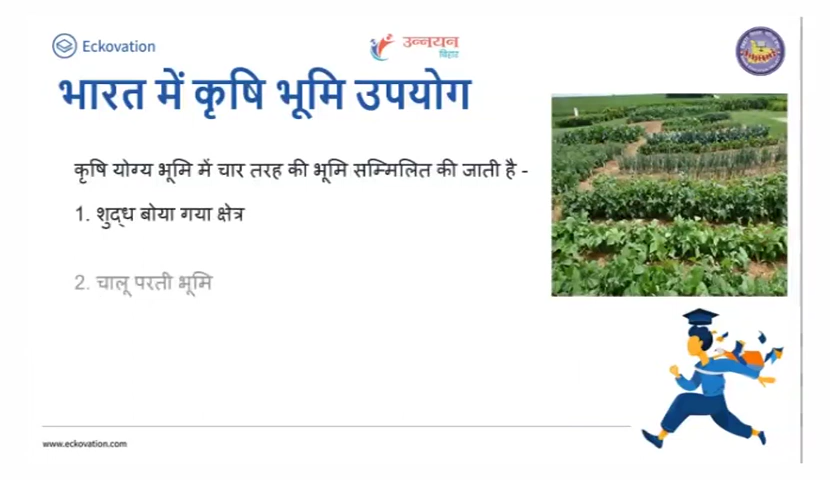 Eckovation
उन्नयन
बिहार
भारत में कृषि भूमि उपयोग
कृषि योग्य भूमि में चार तरह की भूमि सम्मिलित की जाती है -
1. शुद्ध बोया गया क्षेत्र
2. चालू परती भूमि
www.eckovation.com